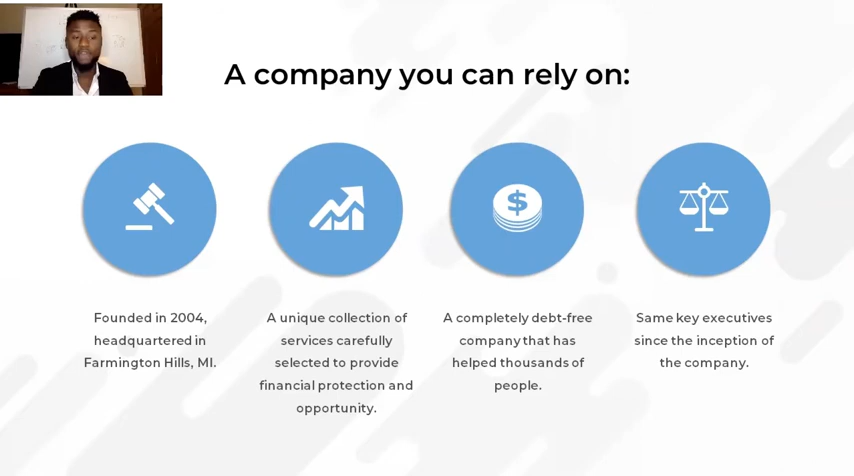 A company you can rely on:
Founded in 2004,
headquartered in
Farmington Hills, MI.
A unique collection of
services carefully
selected to provide
financial protection and
opportunity.
A completely debt-free
company that has
helped thousands of
people.
Same key executives
since the inception of
the company.